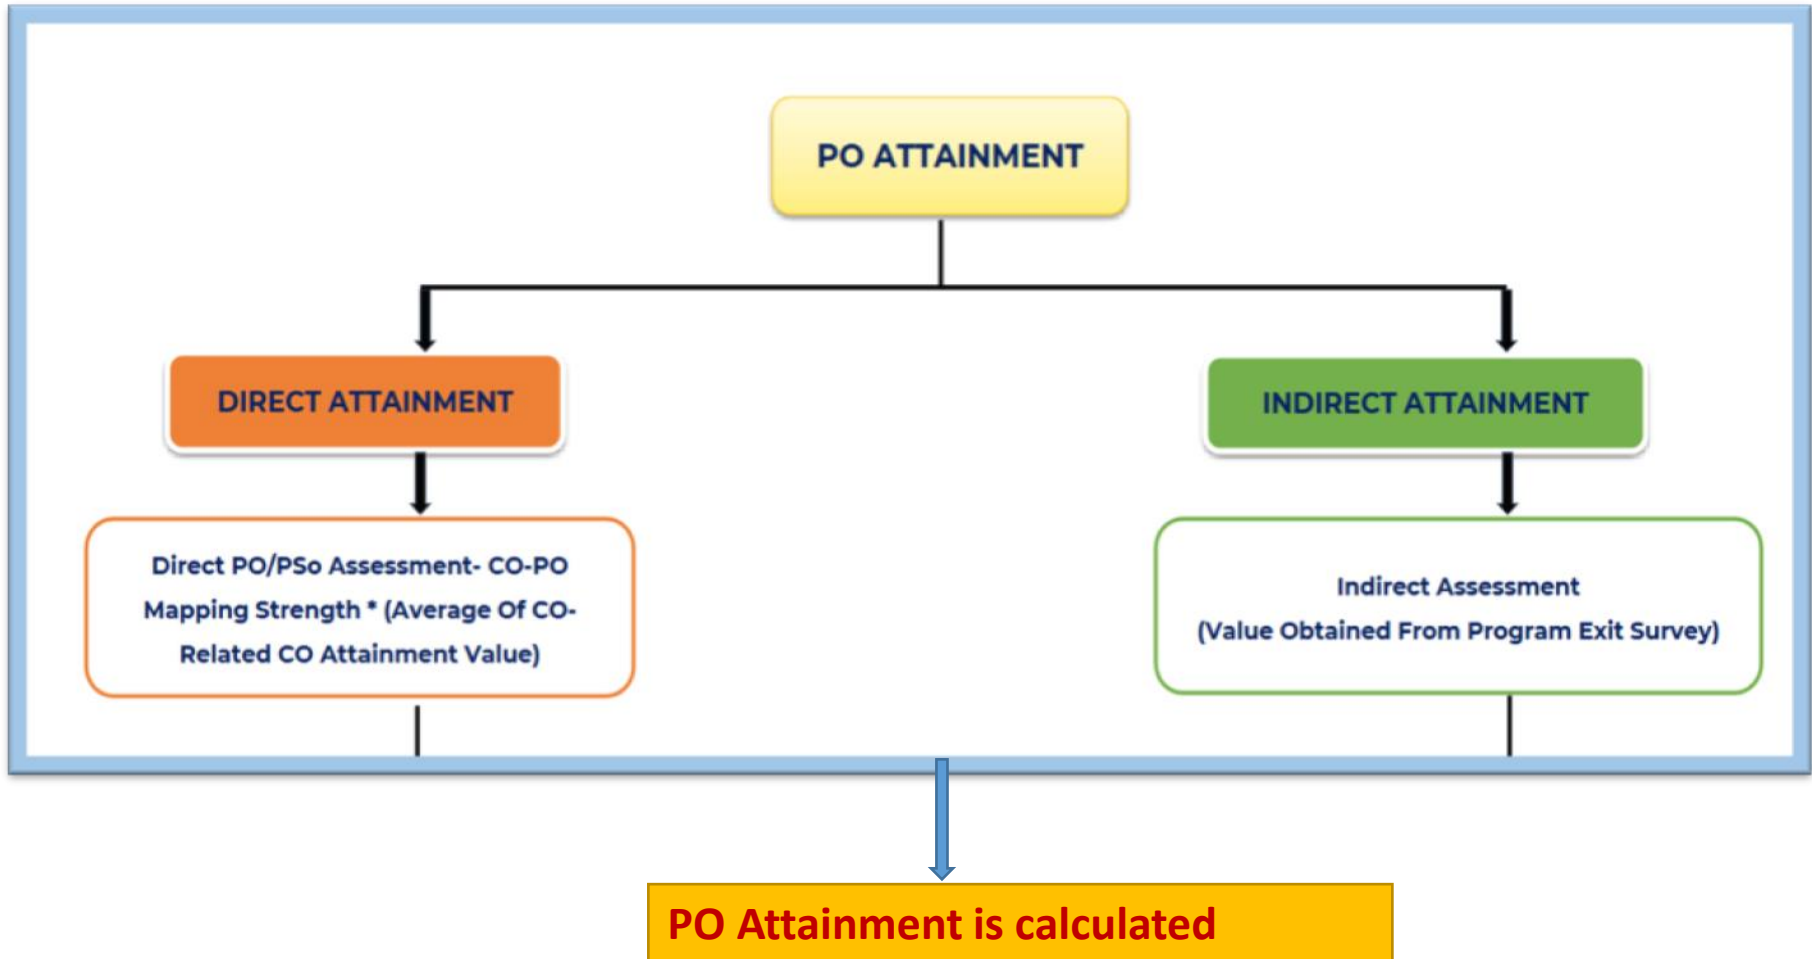 PO ATTAINMENT
DIRECT ATTAINMENT
INDIRECT ATTAINMENT
Direct PO/PSo Assessment- CO-PO
Mapping Strength * (Average Of CO-
Related CO Attainment Value)
Indirect Assessment
(Value Obtained From Program Exit Survey)
PO Attainment is calculated